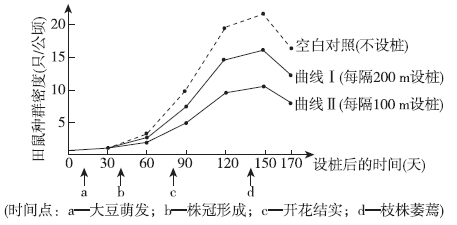 田鼠种群密度(只/公顷)
20
15
10
5
空白对照(不设桩)
曲线Ⅰ(每隔200 m设桩)
曲线Ⅱ(每隔100 m设桩)
0 30 60 90 120 150 170 设桩后的时间(天)
a b c d
(时间点：a—大豆萌发；b—株冠形成；c—开花结实；d—枝株萎蔫)